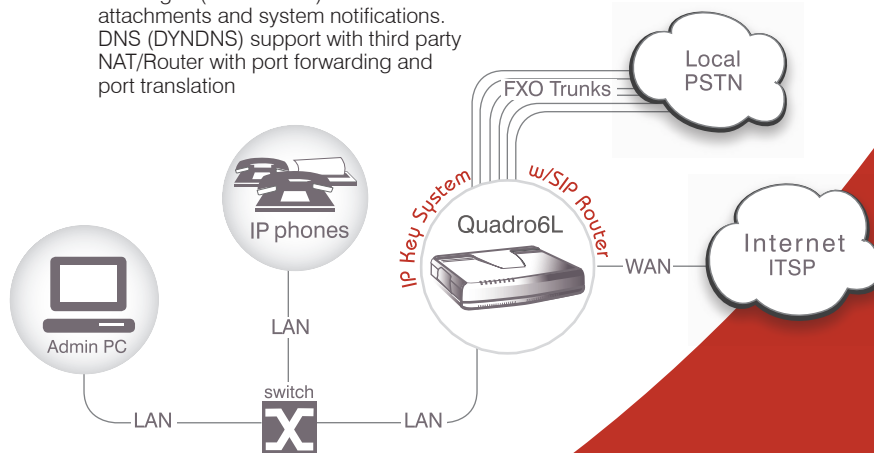 attachments and system notifications.
DNS (DYNDNS) support with third party
NAT/Router with port forwarding and
port translation
Local
PSTN
FXO Trunks
IP phones
IP Key System
w/SIP Router
Quadro6L
WAN
Internet
ITSP
Admin PC
LAN
switch
LAN
LAN